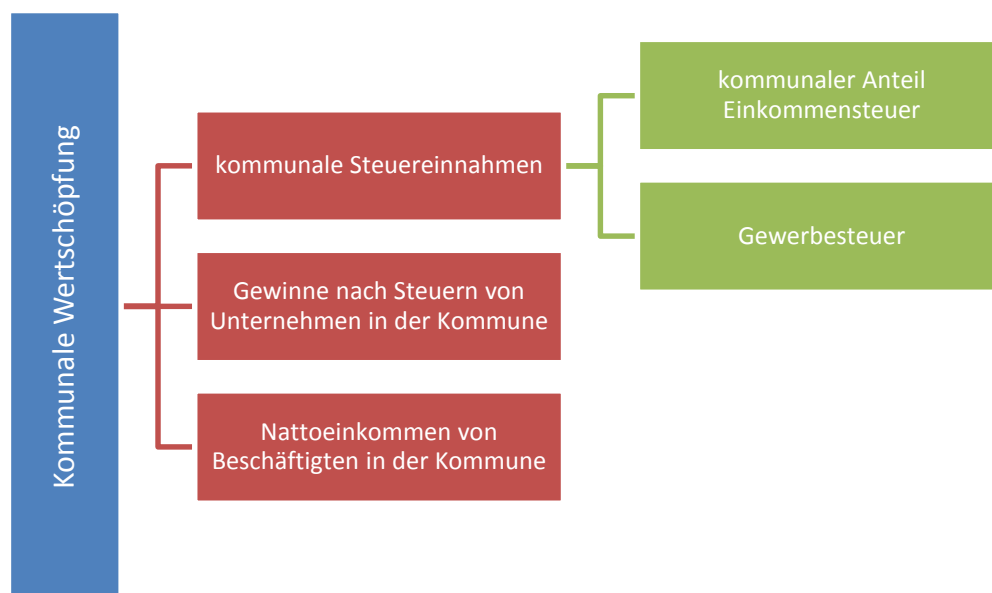 Kommunale Wertschöpfung
kommunale Steuereinnahmen
Gewinne nach Steuern von
Unternehmen in der Kommune
Nattoeinkommen von
Beschäftigten in der Kommune
kommunaler Anteil
Einkommensteuer
Gewerbesteuer